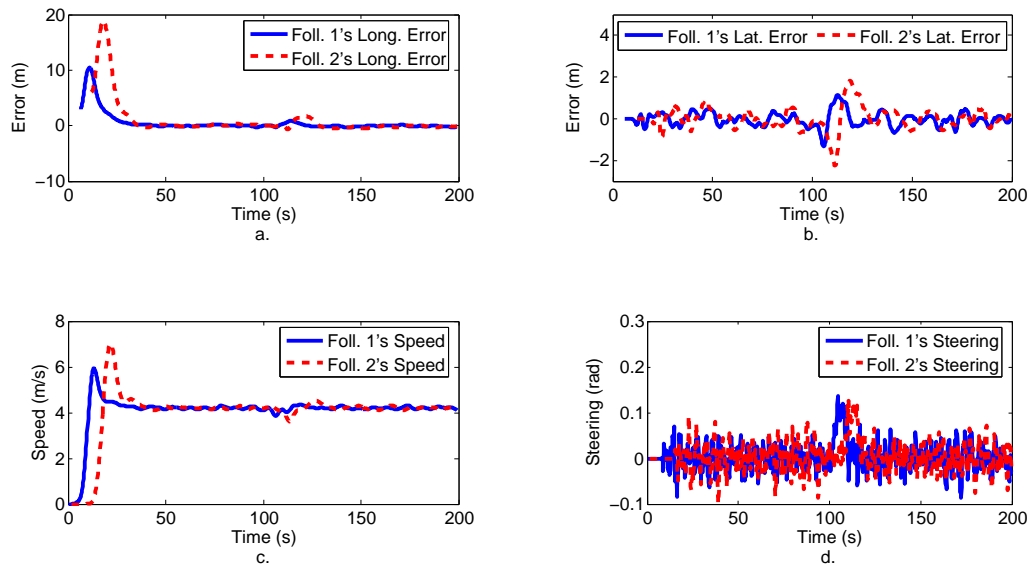 20
10
0
−10
Error (m)
Foll. 1's Long. Error
Foll. 2's Long. Error
0 50 100 150 200
Time (s)
a.
4
2
0
−2
Error (m)
Foll. 1's Lat. Error Foll. 2's Lat. Error
0 50 100 150 200
Time (s)
b.
8
6
4
2
0
Speed (m/s)
Foll. 1's Speed
Foll. 2's Speed
0 50 100 150 200
Time (s)
c.
0.3
0.2
0.1
0
−0.1
Steering (rad)
Foll. 1's Steering
Foll. 2's Steering
0 50 100 150 200
Time (s)
d.